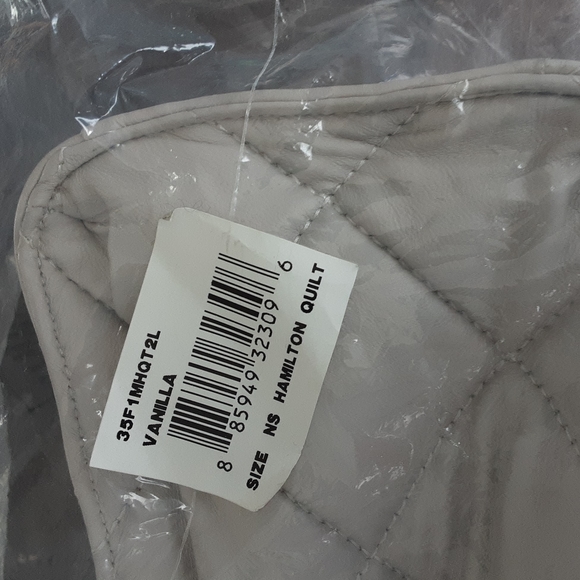 35F1MHQT2L
VANILLA
8 85949 32309 6
SIZE NS HAMILTON QUILT